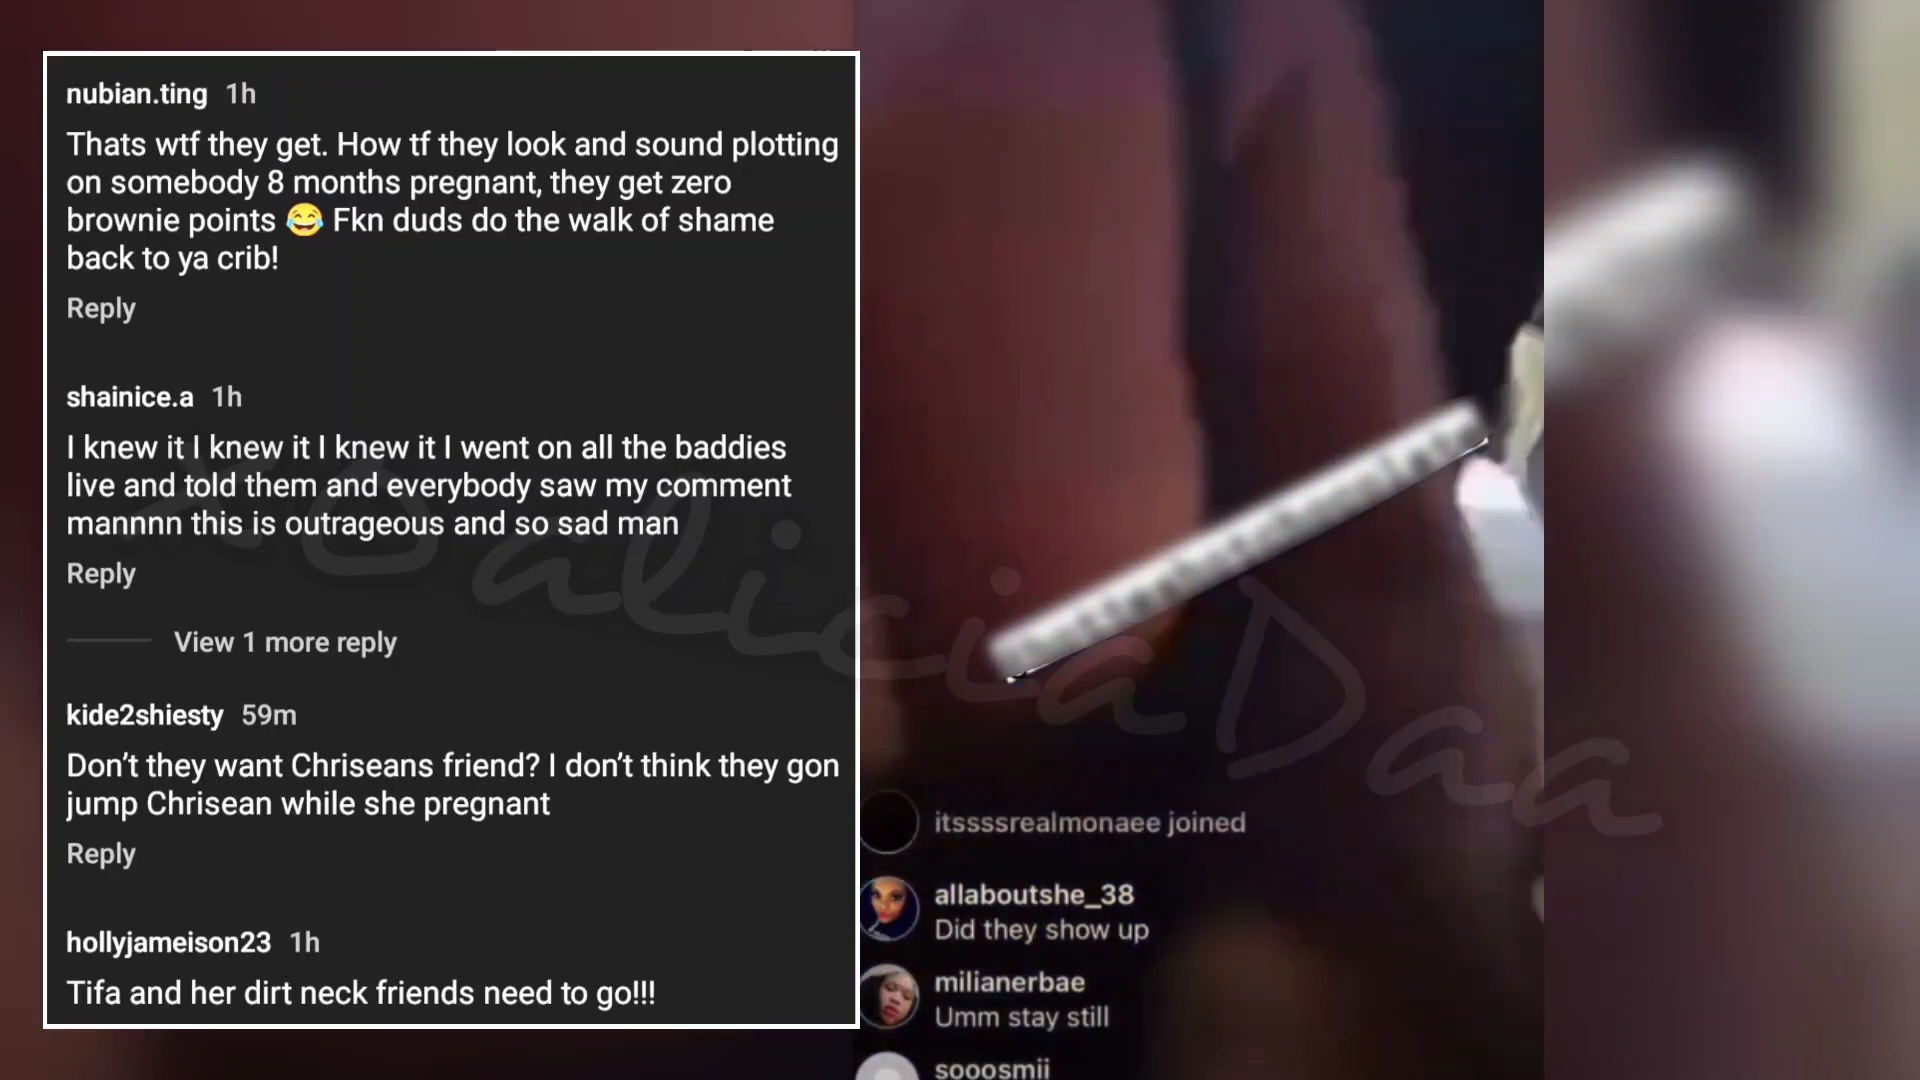 nubian.ting 1h
Thats wtf they get. How tf they look and sound plotting
on somebody 8 months pregnant, they get zero
brownie points 😂 Fkn duds do the walk of shame
back to ya crib!
Reply
shainice.a 1h
I knew it I knew it I knew it I went on all the baddies
live and told them and everybody saw my comment
mannnn this is outrageous and so sad man
Reply
View 1 more reply
kide2shiesty 59m
Don’t they want Chriseans friend? I don’t think they gon
jump Chrisean while she pregnant
Reply
hollyjameison23 1h
Tifa and her dirt neck friends need to go!!!
itssssrealmonaee joined
allaboutshe_38
Did they show up
milianerbae
Umm stay still
sooosmii
XoaliciaDaa